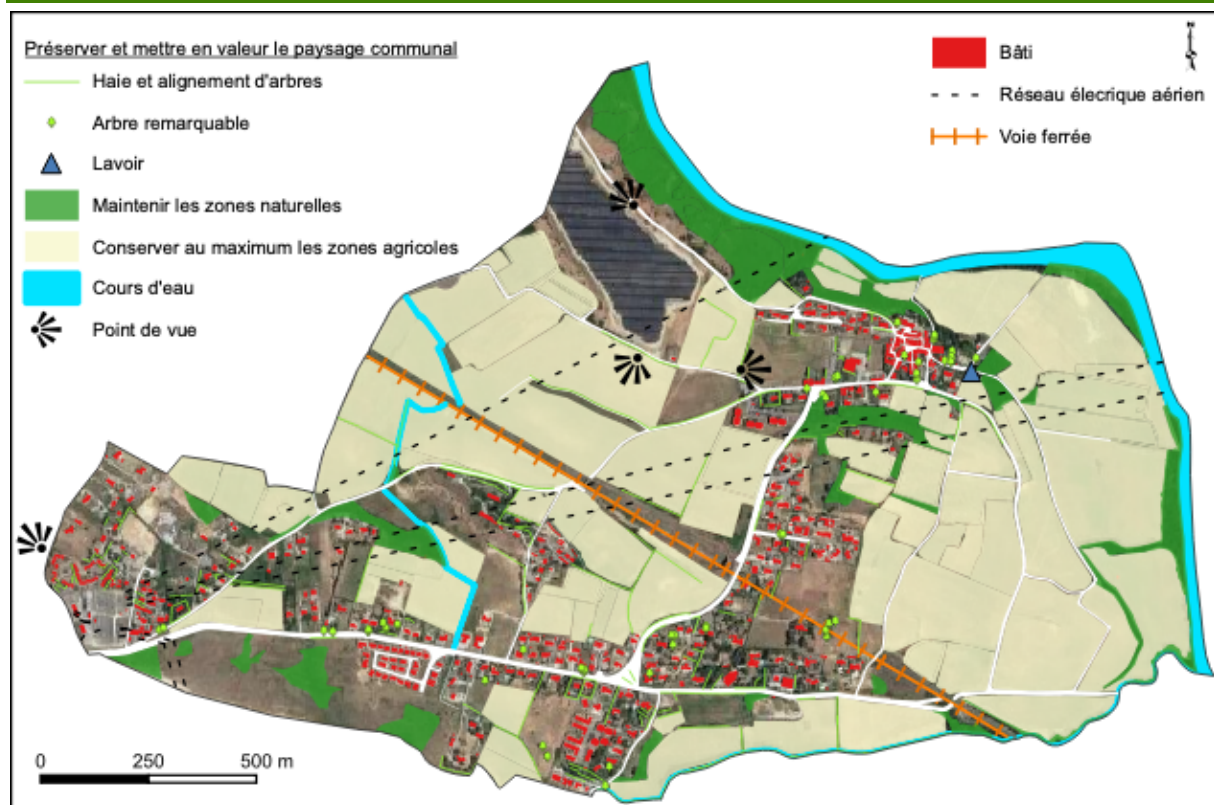 Préserver et mettre en valeur le paysage communal
Haie et alignement d'arbres
Arbre remarquable
Lavoir
Maintenir les zones naturelles
Conserver au maximum les zones agricoles
Cours d'eau
Point de vue
Bâti
Réseau élecrique aérien
Voie ferrée
0 250 500 m